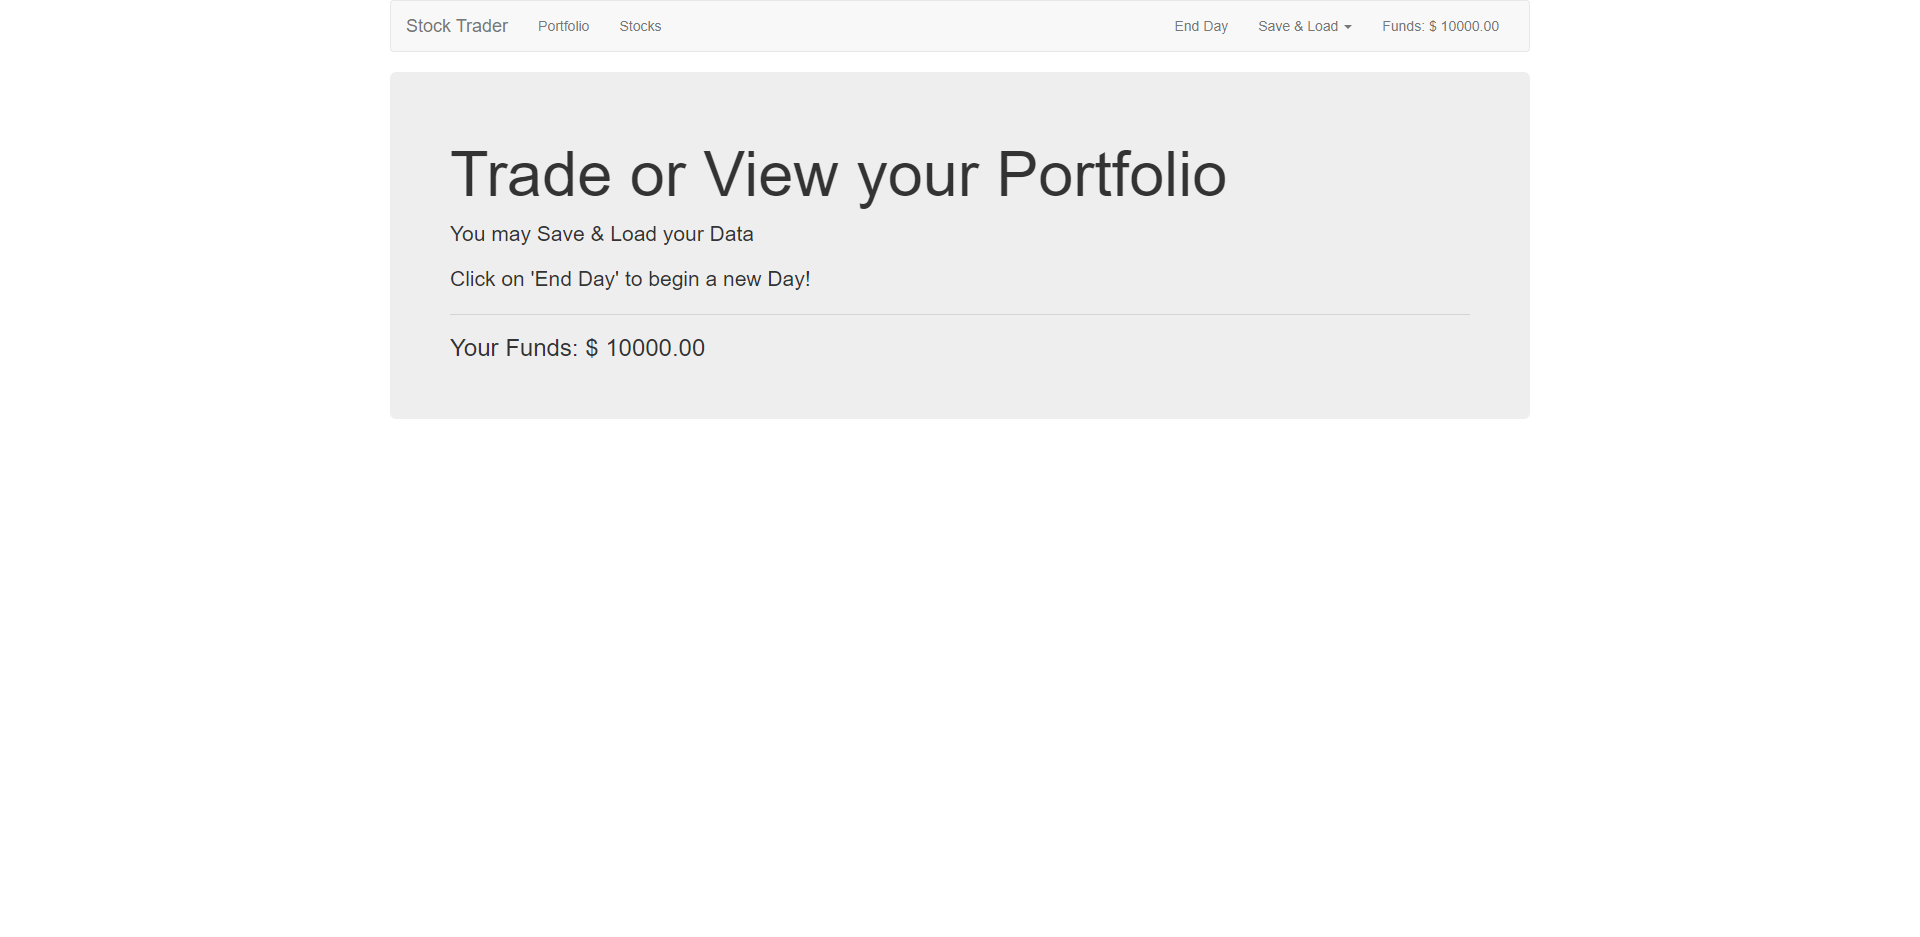 Stock Trader Portfolio Stocks End Day Save & Load Funds: $ 10000.00
Trade or View your Portfolio
You may Save & Load your Data
Click on 'End Day' to begin a new Day!
Your Funds: $ 10000.00